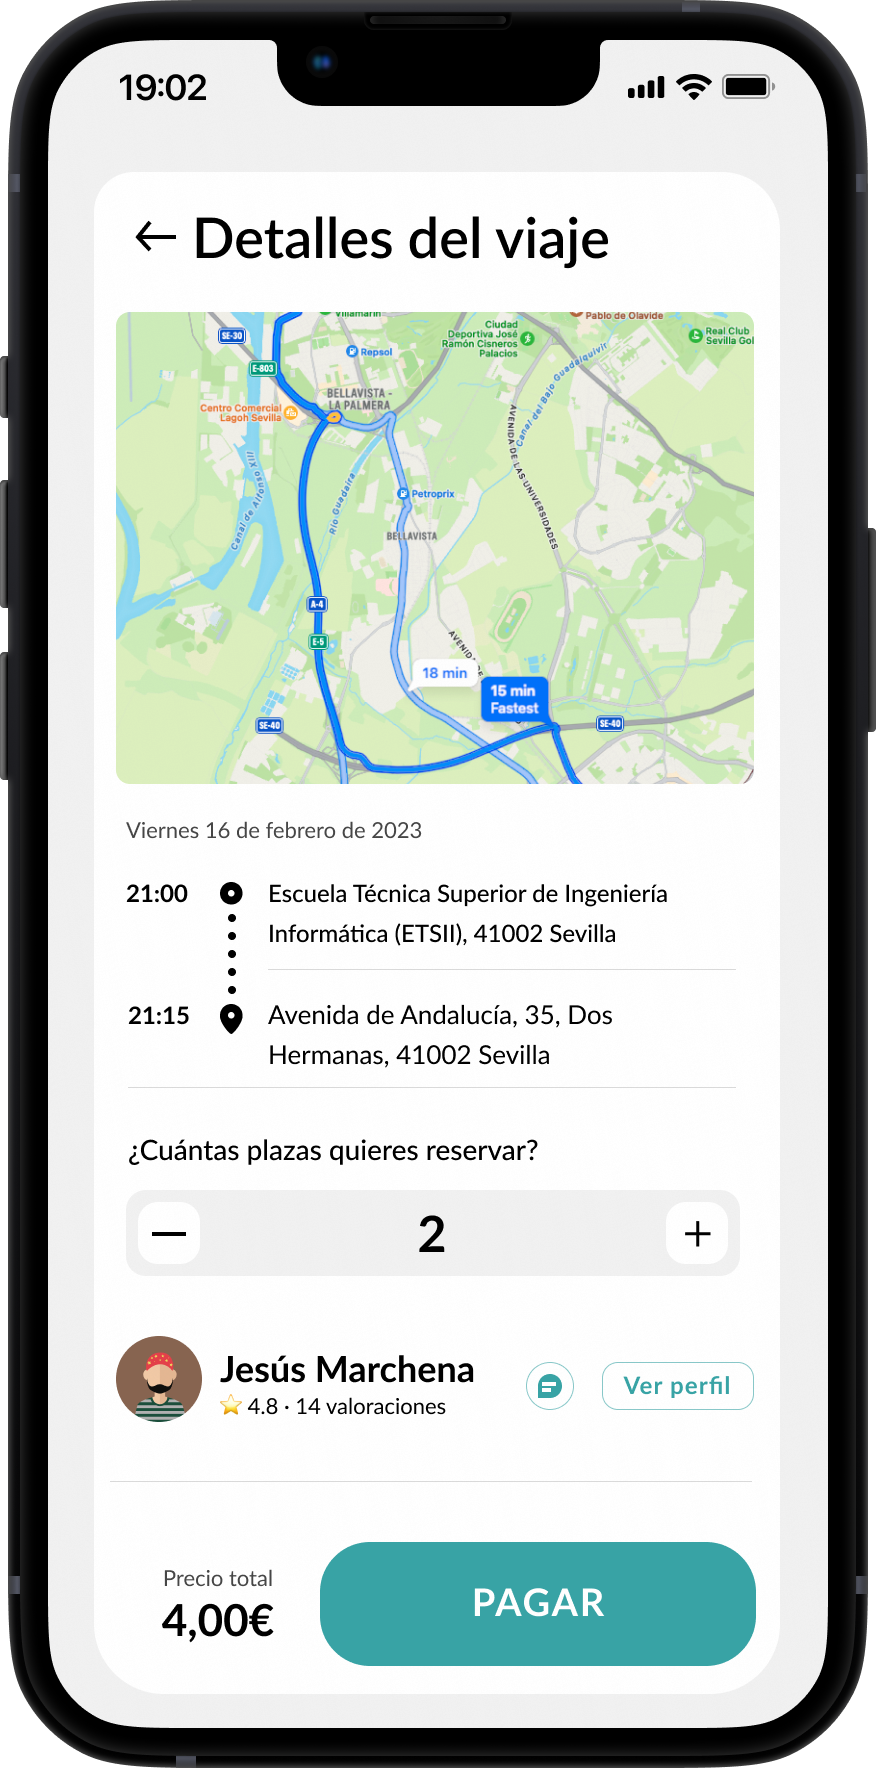 19:02
Detalles del viaje
Villamarín
Pablo de Olavide
SE-30
Ciudad
Deportiva José
Ramón Cisneros
Palacios
Real Club
Sevilla Gol
Repsol
E-803
Canal del Bajo Guadalquivir
BELLAVISTA -
LA PALMERA
Centro Comercial
Lagoh Sevilla
AVENIDA DE LAS UNIVERSIDADES
Canal de Alfonso XIII
Río Guadaira
Petroprix
BELLAVISTA
A-4
E-5
AVENIDA DE
18 min
15 min
Fastest
SE-40
SE-40
Viernes 16 de febrero de 2023
21:00
Escuela Técnica Superior de Ingeniería
Informática (ETSII), 41002 Sevilla
21:15
Avenida de Andalucía, 35, Dos
Hermanas, 41002 Sevilla
¿Cuántas plazas quieres reservar?
2
Jesús Marchena
4.8 · 14 valoraciones
Ver perfil
Precio total
4,00€
PAGAR